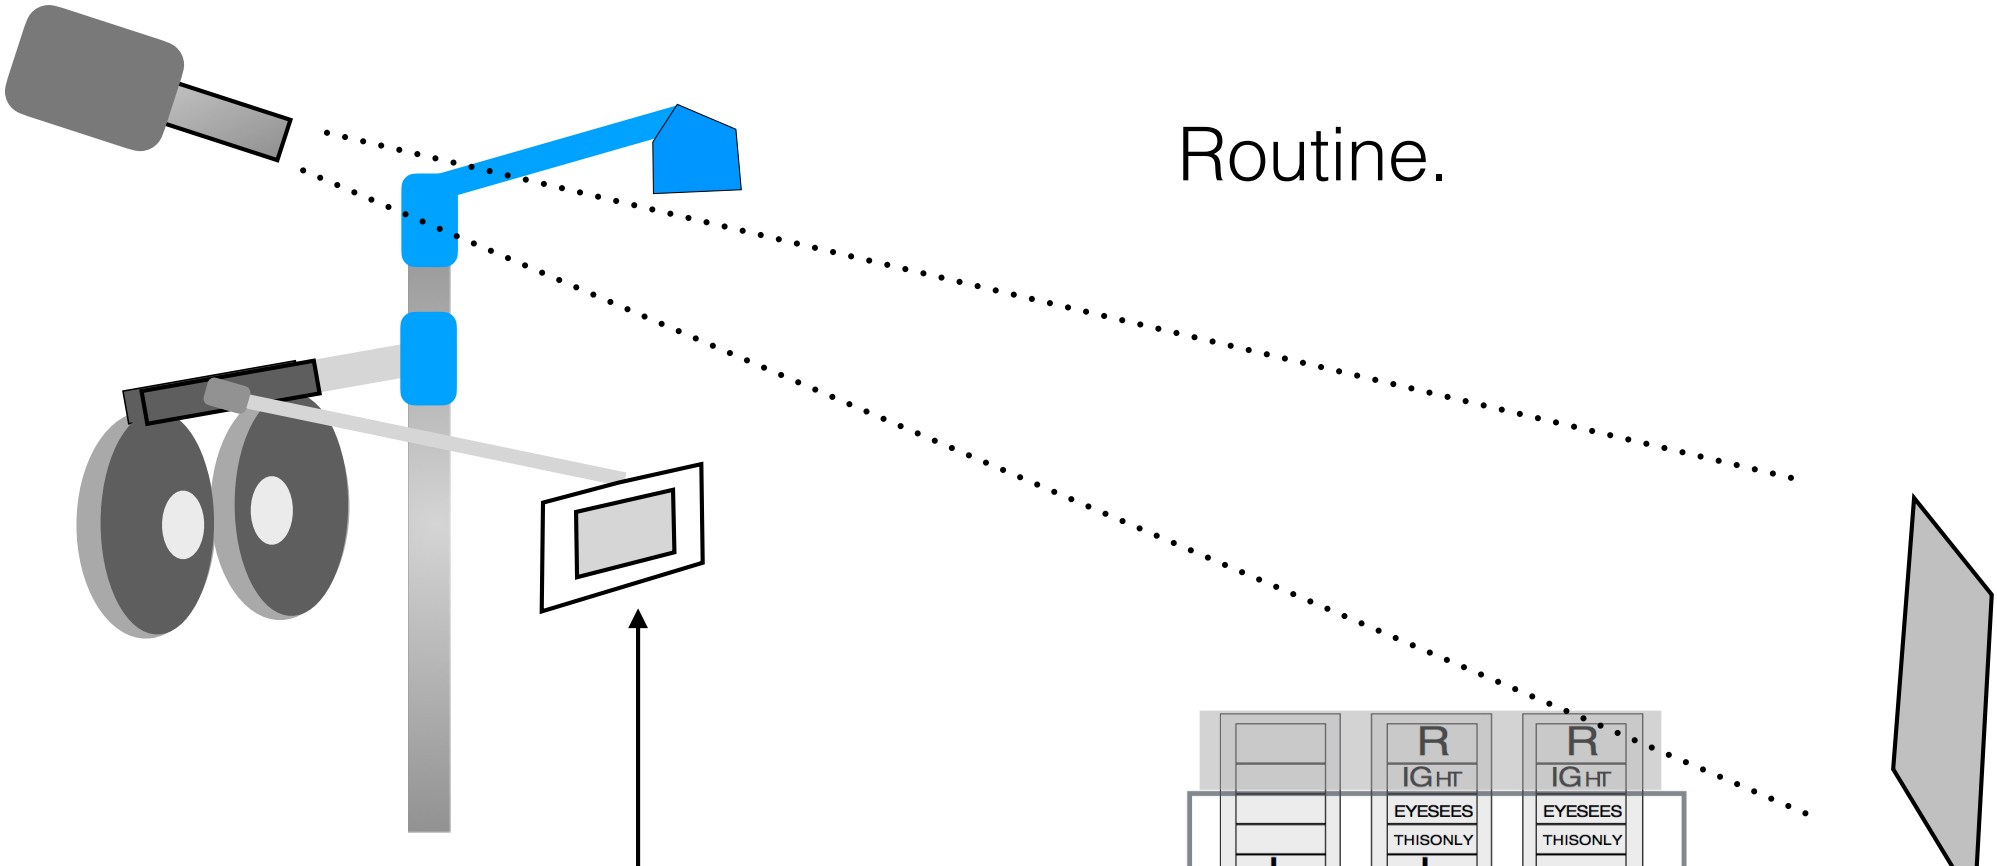 Routine.
R R
IGHT IGHT
EYESEES EYESEES
THISONLY THISONLY